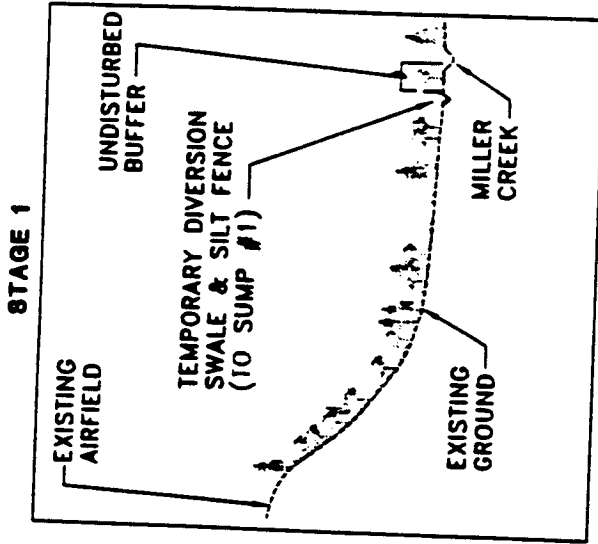 STAGE 1
EXISTING
AIRFIELD
UNDISTURBED
BUFFER
TEMPORARY DIVERSION
SWALE & SILT FENCE
(TO SUMP #1)
EXISTING
GROUND
MILLER
CREEK